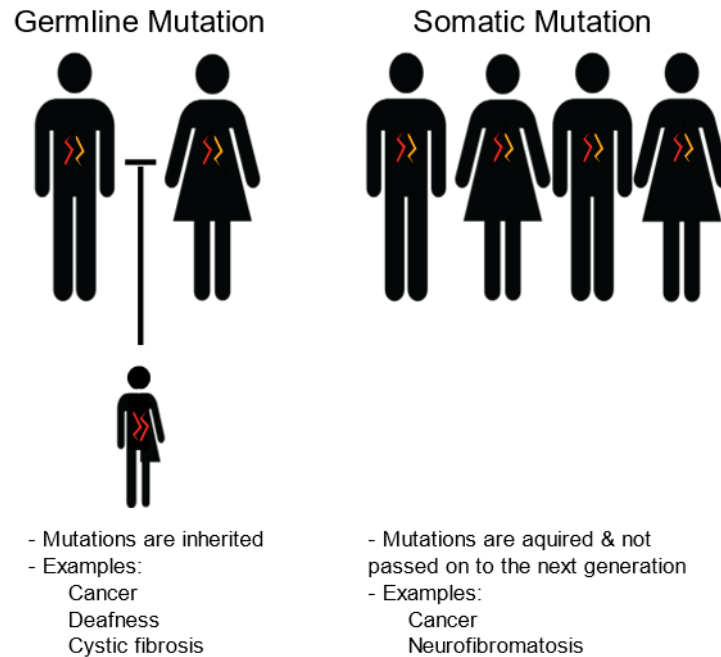 Germline Mutation
Somatic Mutation
- Mutations are inherited
- Examples:
Cancer
Deafness
Cystic fibrosis
- Mutations are aquired & not
passed on to the next generation
- Examples:
Cancer
Neurofibromatosis